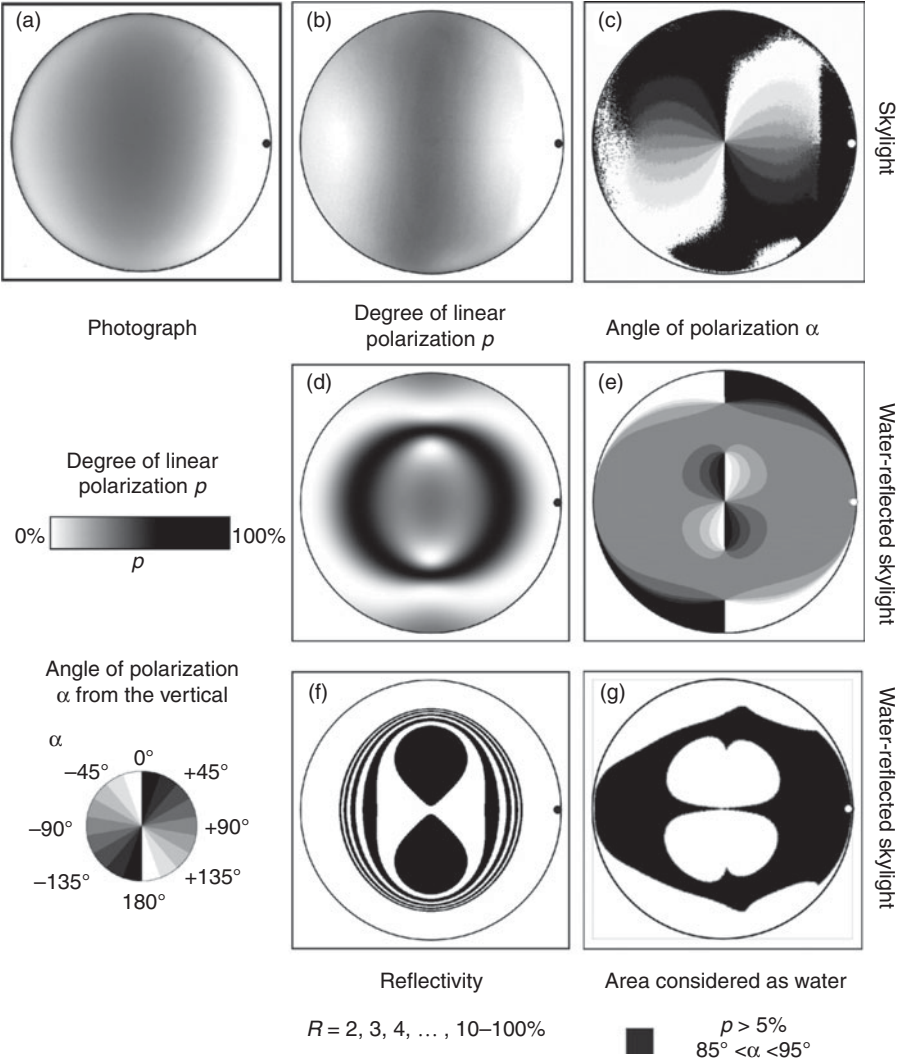 (a)
(b)
(c)
Skylight
Photograph
Degree of linear
polarization p
Angle of polarization α
(d)
(e)
Water-reflected skylight
Degree of linear
polarization p
0%
100%
p
Angle of polarization
α from the vertical
α
0°
−45°
+45°
−90°
+90°
−135°
+135°
180°
(f)
(g)
Water-reflected skylight
Reflectivity
R = 2, 3, 4, … , 10–100%
Area considered as water
p > 5%
85° <α <95°